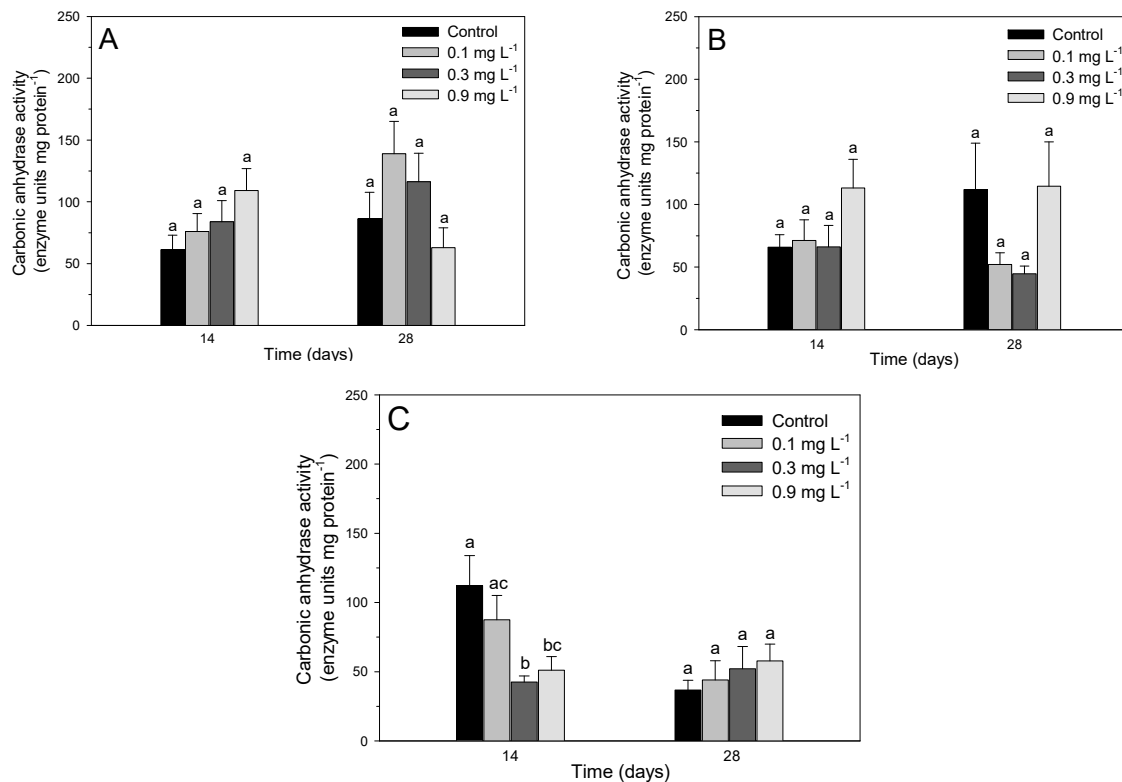 A
Carbonic anhydrase activity
(enzyme units mg protein⁻¹)
250
200
150
100
50
0
Control
0.1 mg L⁻¹
0.3 mg L⁻¹
0.9 mg L⁻¹
a a a a
a a a a
14 28
Time (days)
B
Carbonic anhydrase activity
(enzyme units mg protein⁻¹)
250
200
150
100
50
0
Control
0.1 mg L⁻¹
0.3 mg L⁻¹
0.9 mg L⁻¹
a a a a
a a a a
14 28
Time (days)
C
Carbonic anhydrase activity
(enzyme units mg protein⁻¹)
250
200
150
100
50
0
Control
0.1 mg L⁻¹
0.3 mg L⁻¹
0.9 mg L⁻¹
a ac b bc
a a a a
14 28
Time (days)